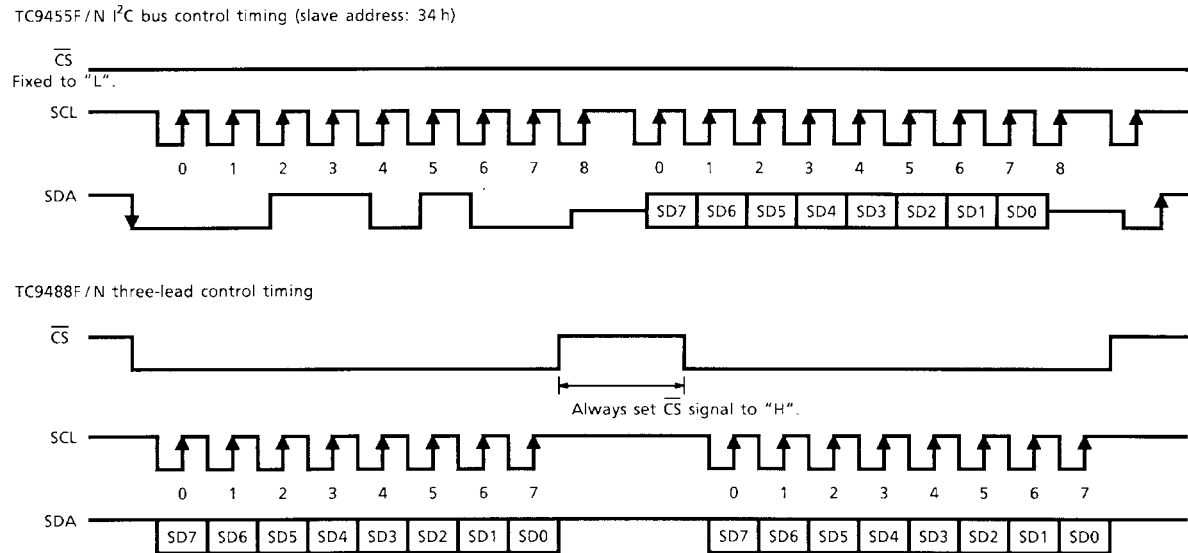 TC9455F/N I²C bus control timing (slave address: 34 h)
CS
Fixed to "L".
SCL
0 1 2 3 4 5 6 7 8 0 1 2 3 4 5 6 7 8
SDA
SD7 SD6 SD5 SD4 SD3 SD2 SD1 SD0
TC9488F/N three-lead control timing
CS
Always set CS signal to "H".
SCL
0 1 2 3 4 5 6 7 0 1 2 3 4 5 6 7
SDA
SD7 SD6 SD5 SD4 SD3 SD2 SD1 SD0 SD7 SD6 SD5 SD4 SD3 SD2 SD1 SD0